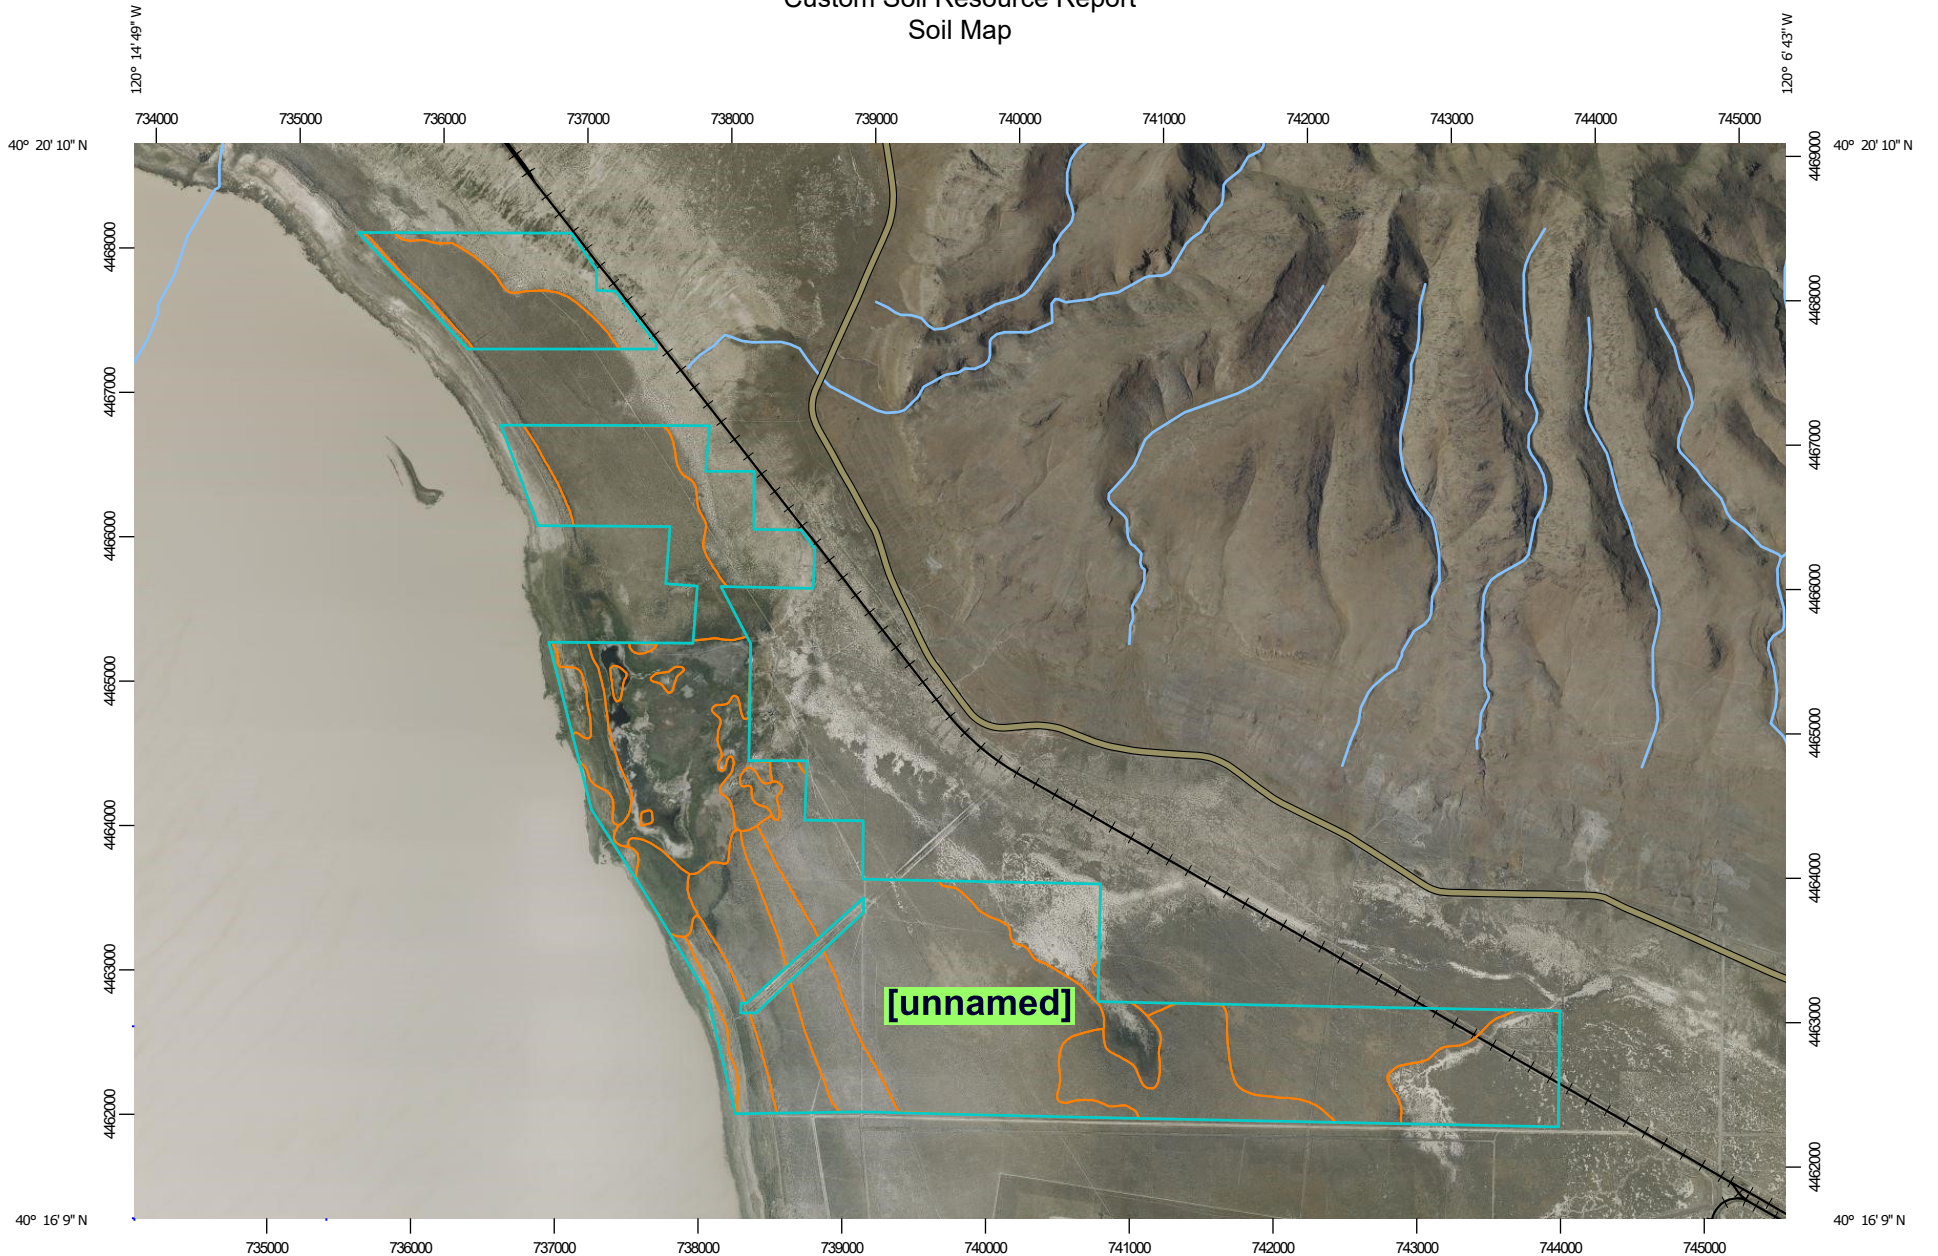 Custom Soil Resource Report
Soil Map
120° 14' 49" W
120° 6' 43" W
734000 735000 736000 737000 738000 739000 740000 741000 742000 743000 744000 745000
40° 20' 10" N
40° 20' 10" N
4469000
4468000
4468000
4467000
4467000
4466000
4466000
4465000
4465000
4464000
4464000
4463000
4463000
4462000
4462000
[unnamed]
40° 16' 9" N
40° 16' 9" N
735000 736000 737000 738000 739000 740000 741000 742000 743000 744000 745000